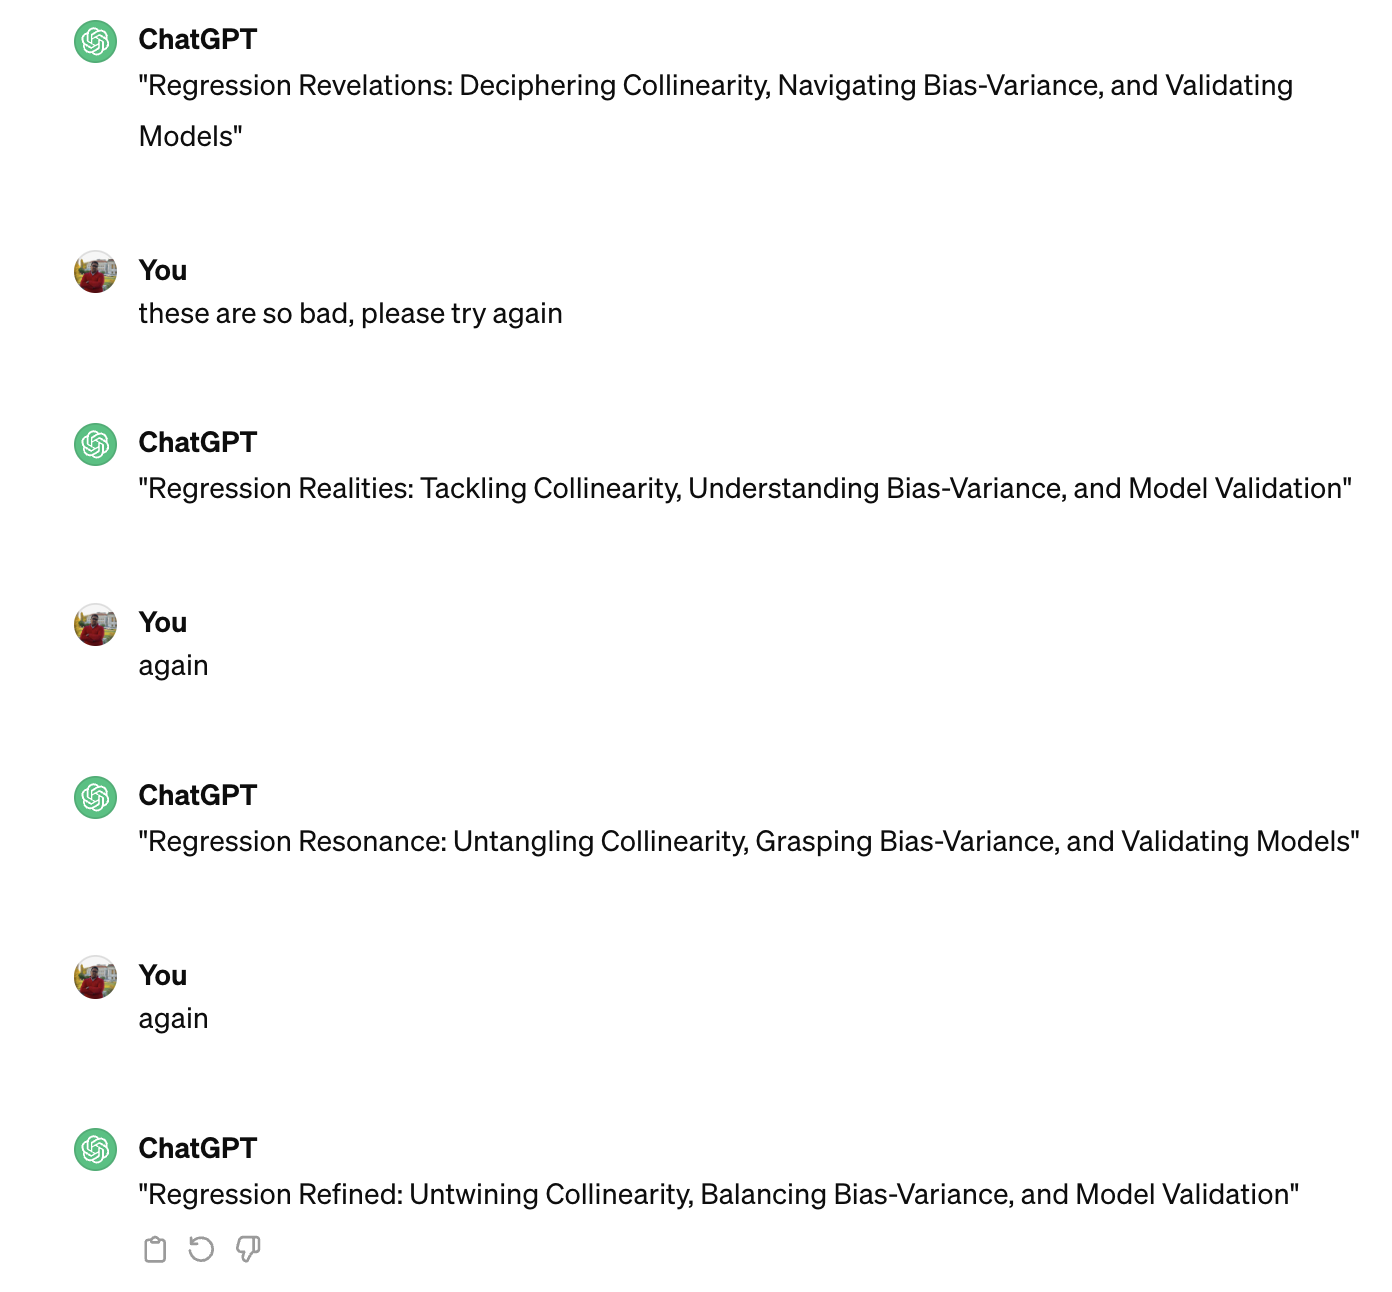 ChatGPT
"Regression Revelations: Deciphering Collinearity, Navigating Bias-Variance, and Validating
Models"
You
these are so bad, please try again
ChatGPT
"Regression Realities: Tackling Collinearity, Understanding Bias-Variance, and Model Validation"
You
again
ChatGPT
"Regression Resonance: Untangling Collinearity, Grasping Bias-Variance, and Validating Models"
You
again
ChatGPT
"Regression Refined: Untwining Collinearity, Balancing Bias-Variance, and Model Validation"